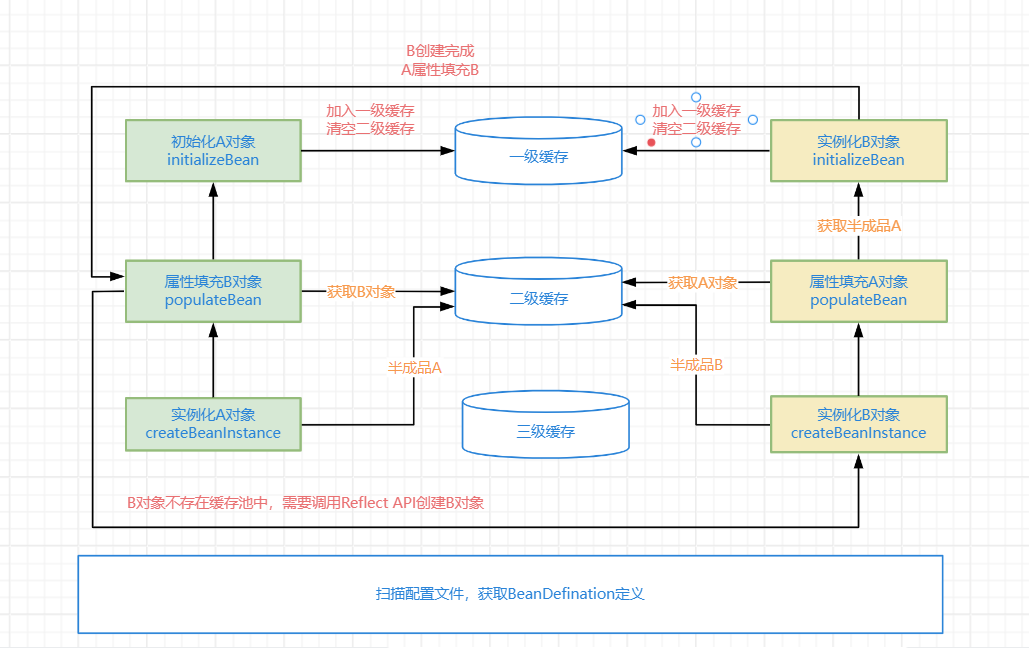 B创建完成
A属性填充B
加入一级缓存
清空二级缓存
加入一级缓存
清空二级缓存
初始化A对象
initializeBean
一级缓存
实例化B对象
initializeBean
获取半成品A
属性填充B对象
populateBean
获取B对象
二级缓存
获取A对象
属性填充A对象
populateBean
半成品A
半成品B
实例化A对象
createBeanInstance
三级缓存
实例化B对象
createBeanInstance
B对象不存在缓存池中，需要调用Reflect API创建B对象
扫描配置文件，获取BeanDefination定义